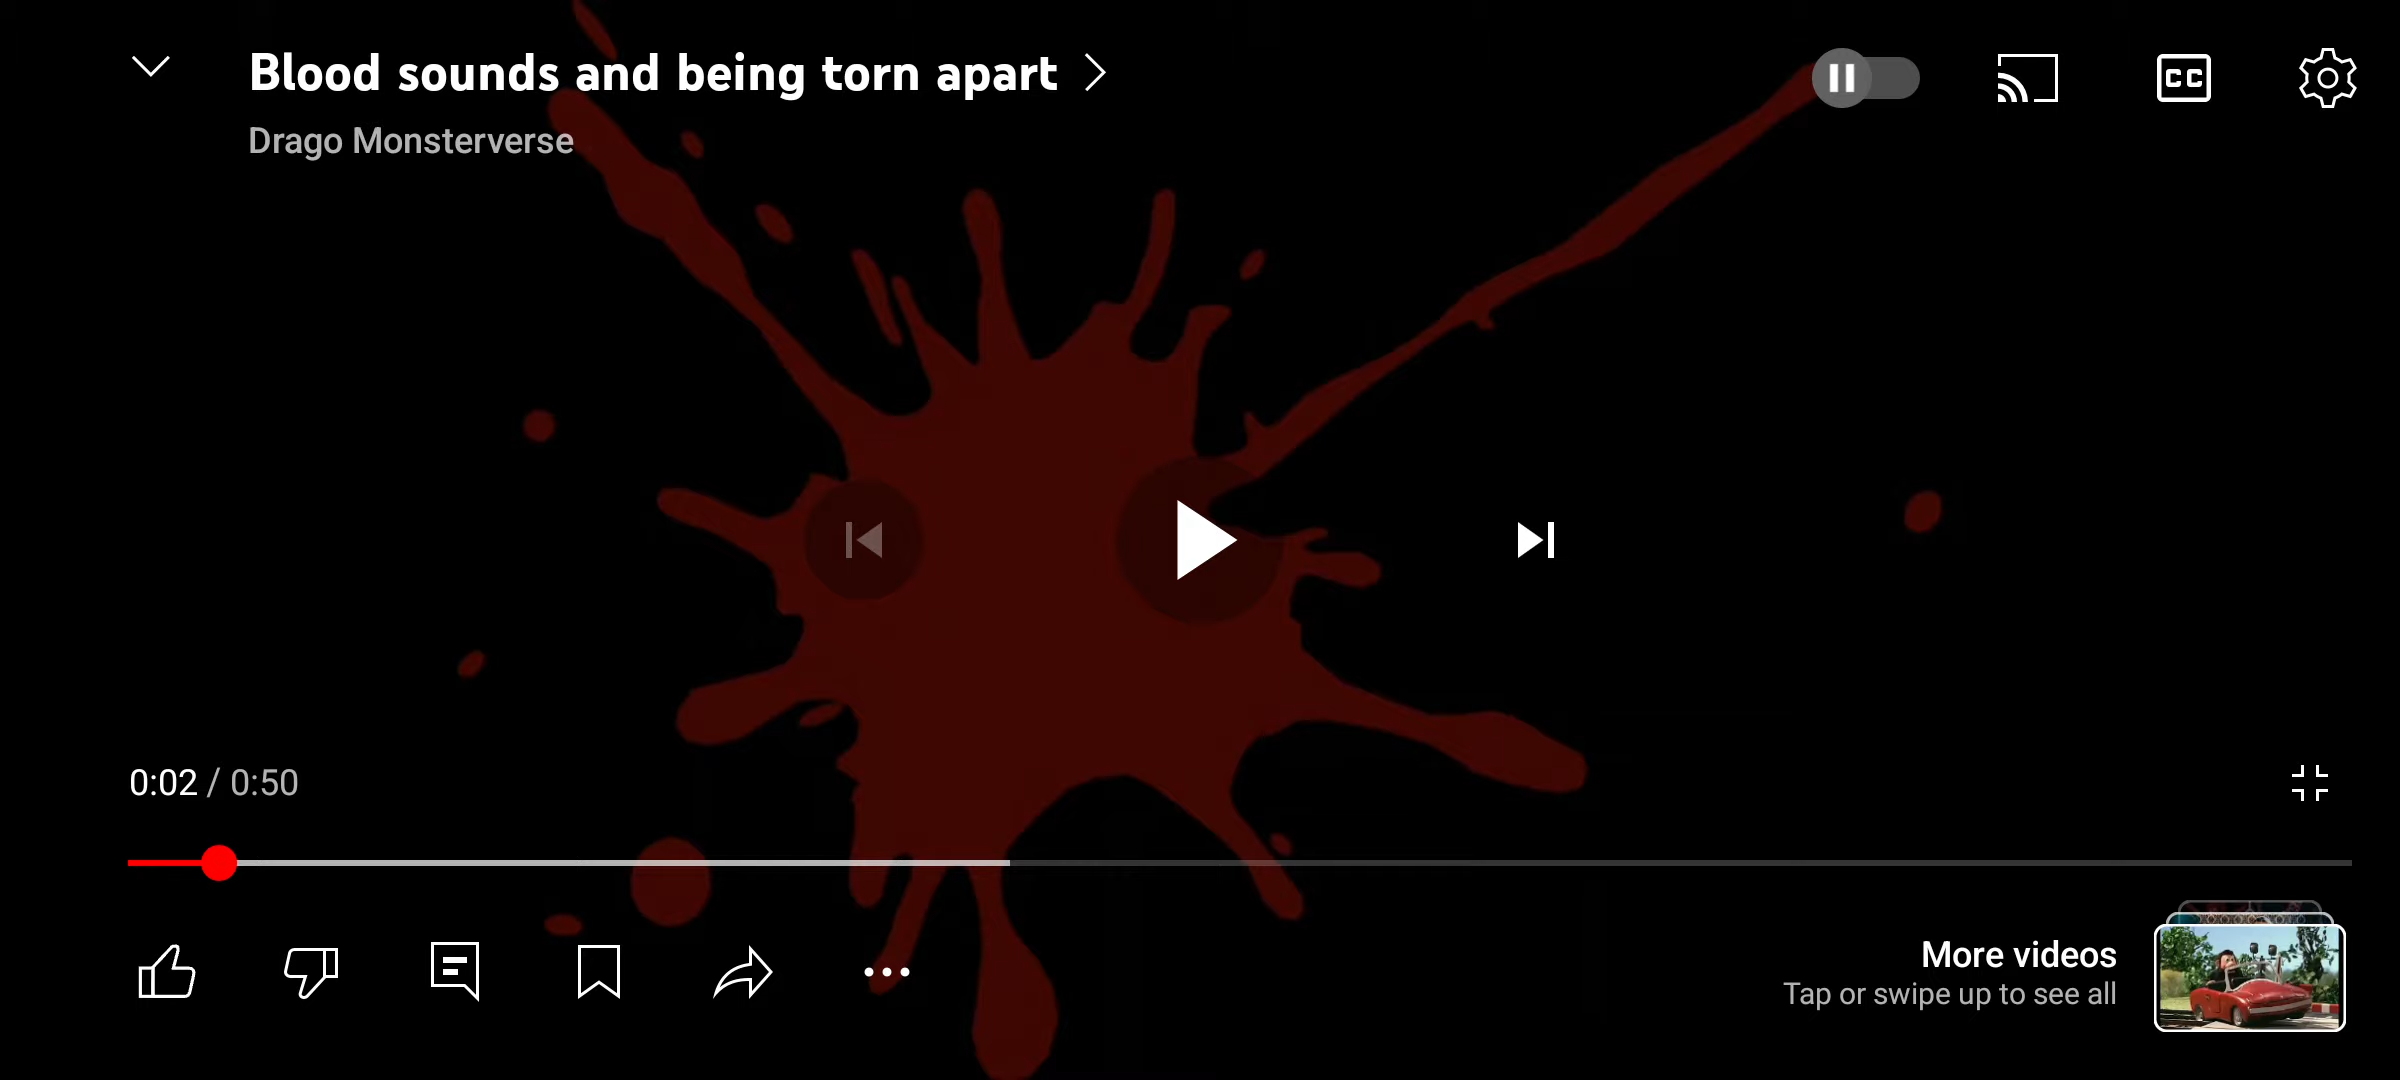 Blood sounds and being torn apart
Drago Monsterverse
CC
0:02 / 0:50
More videos
Tap or swipe up to see all